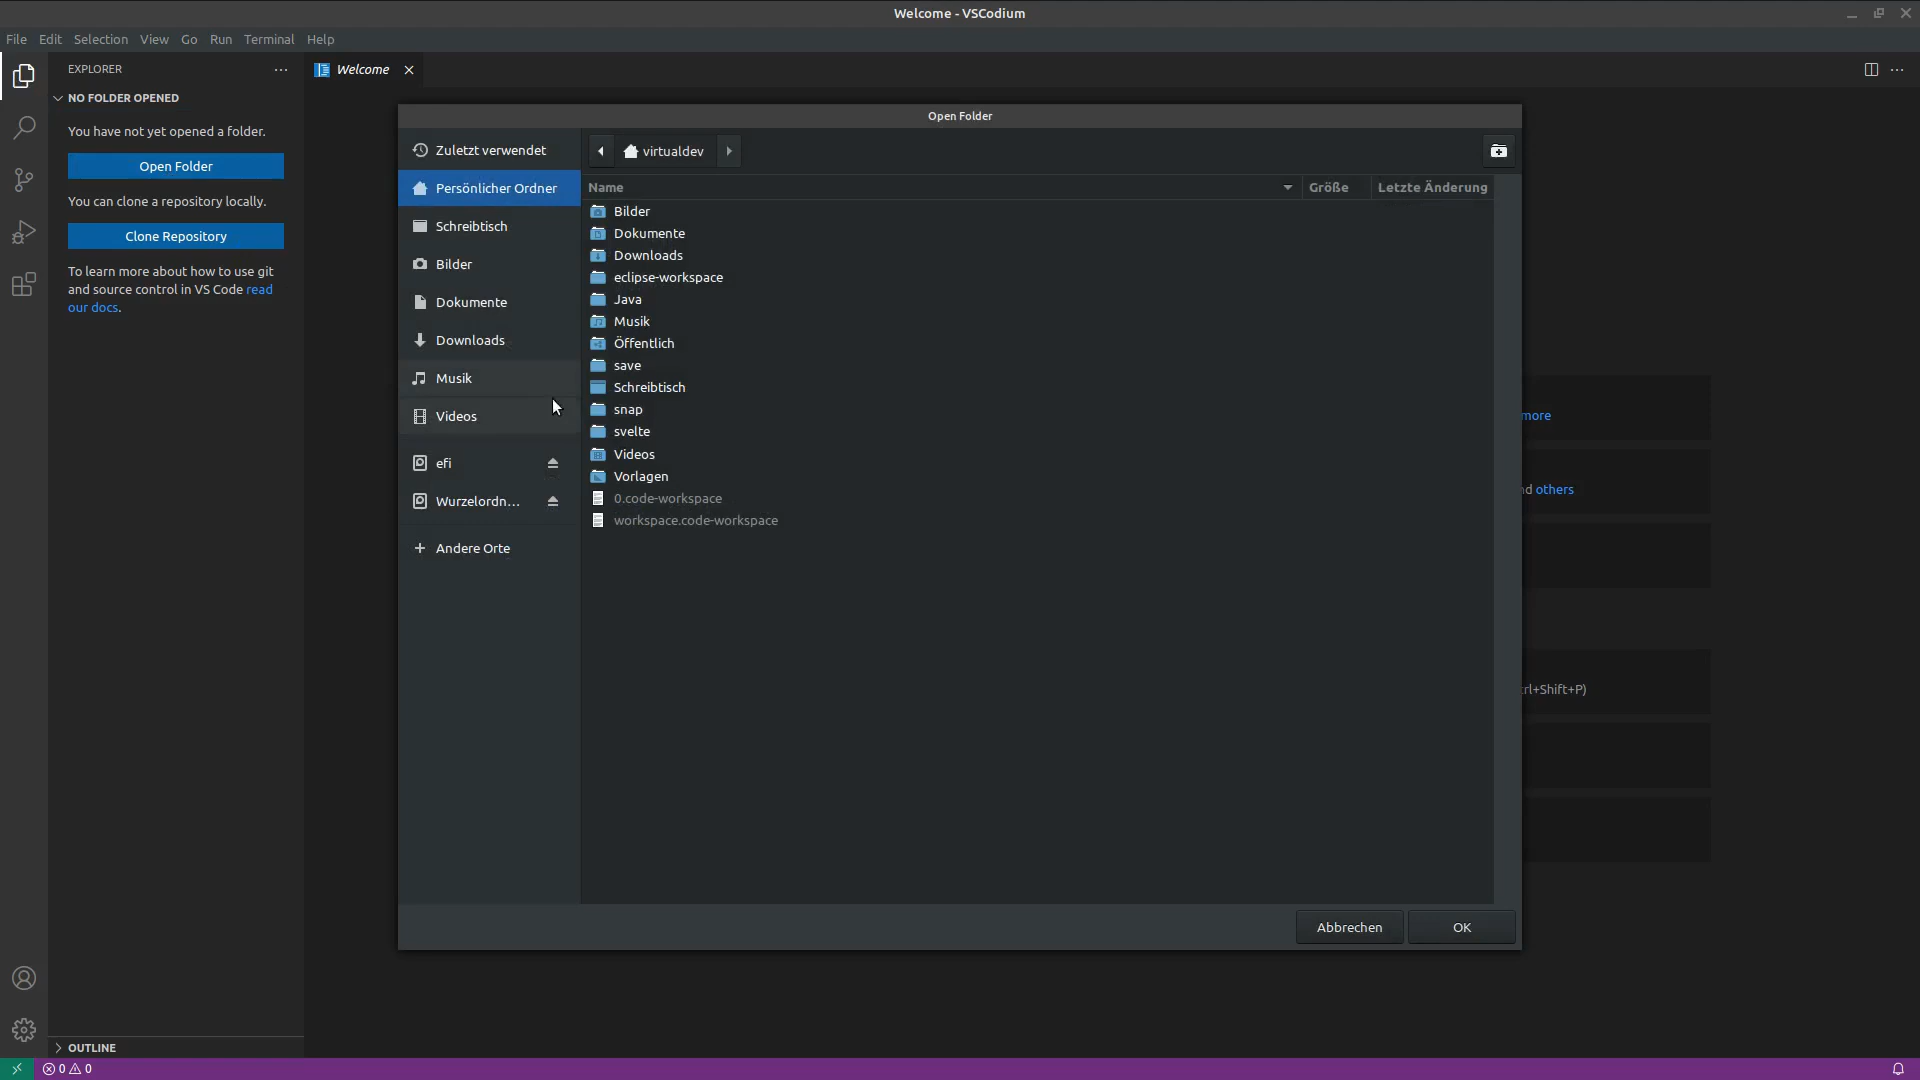 Welcome - VSCodium
File Edit Selection View Go Run Terminal Help
EXPLORER
Welcome
NO FOLDER OPENED
You have not yet opened a folder.
Open Folder
You can clone a repository locally.
Clone Repository
To learn more about how to use git
and source control in VS Code read
our docs.
Open Folder
Zuletzt verwendet
Persönlicher Ordner
Schreibtisch
Bilder
Dokumente
Downloads
Musik
Videos
efi
Wurzelordn...
Andere Orte
virtualdev
Name Größe Letzte Änderung
Bilder
Dokumente
Downloads
eclipse-workspace
Java
Musik
Öffentlich
save
Schreibtisch
snap
svelte
Videos
Vorlagen
0.code-workspace
workspace.code-workspace
Abbrechen OK
more
nd others
rl+Shift+P)
OUTLINE
0 0